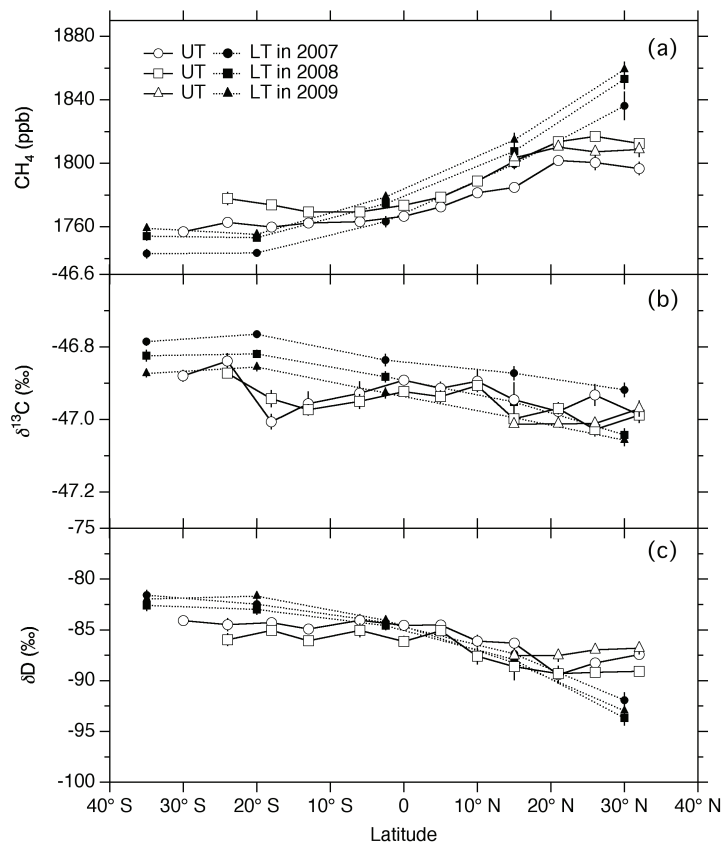 1880
(a)
UT LT in 2007
UT LT in 2008
1840
UT LT in 2009
CH4 (ppb)
1800
1760
-46.6
(b)
-46.8
δ13C (‰)
-47.0
-47.2
-75
(c)
-80
-85
δD (‰)
-90
-95
-100
40° S 30° S 20° S 10° S 0 10° N 20° N 30° N 40° N
Latitude